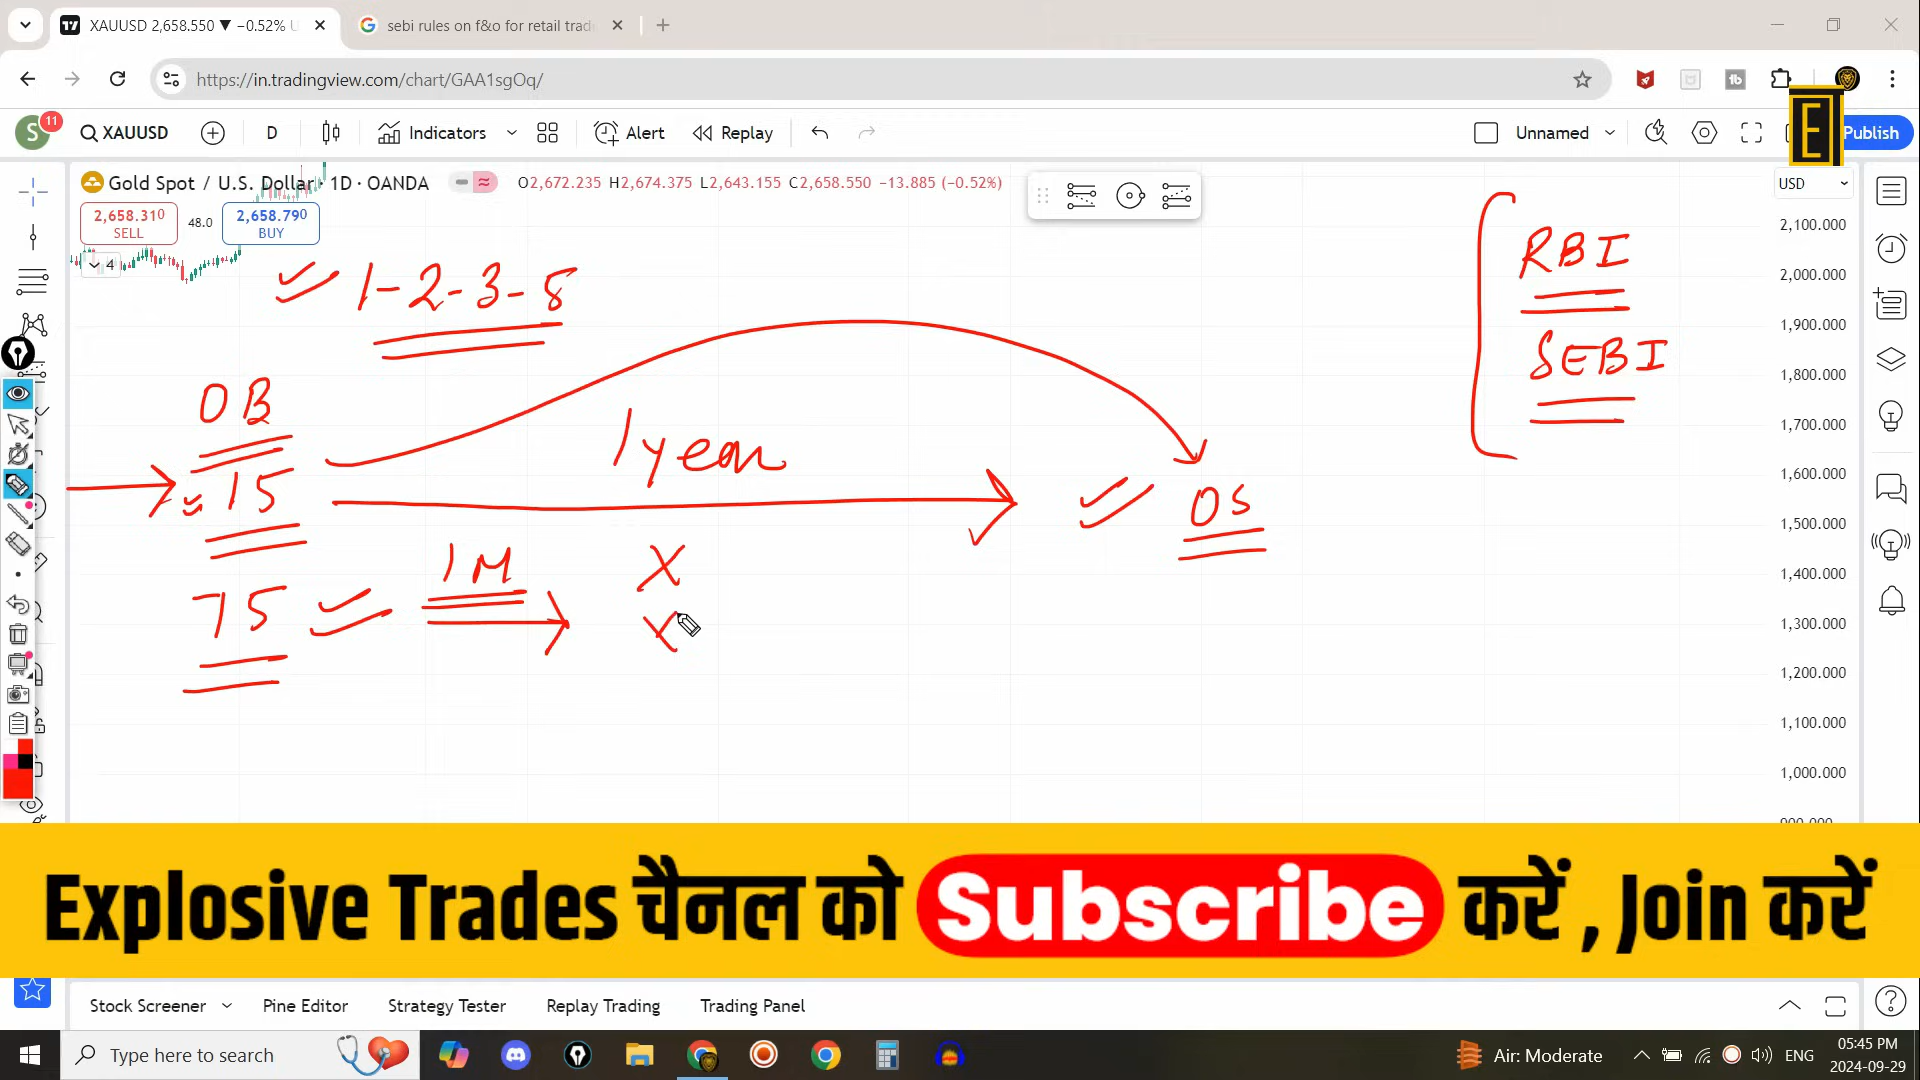 XAUUSD 2,658.550 ▼ −0.52% U
sebi rules on f&o for retail trad
https://in.tradingview.com/chart/GAA1sgOq/
S 11 XAUUSD D Indicators Alert Replay Unnamed Publish
E
Gold Spot / U.S. Dollar · 1D · OANDA O2,672.235 H2,674.375 L2,643.155 C2,658.550 −13.885 (−0.52%)
USD
2,658.310 48.0 2,658.790
SELL BUY
4
1-2-3-5
RBI
SEBI
OB
1 year
15
OS
1M X
75 X
2,100.000
2,000.000
1,900.000
1,800.000
1,700.000
1,600.000
1,500.000
1,400.000
1,300.000
1,200.000
1,100.000
1,000.000
Explosive Trades चैनल को Subscribe करें , Join करें
Stock Screener Pine Editor Strategy Tester Replay Trading Trading Panel
Type here to search Air: Moderate ENG 05:45 PM
2024-09-29